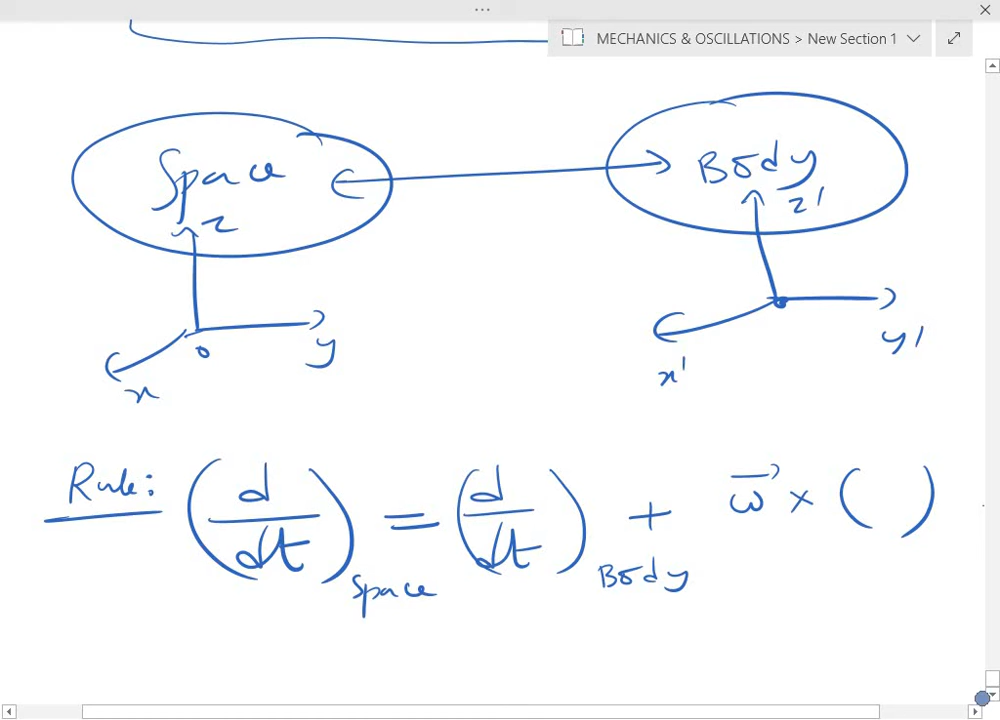 MECHANICS & OSCILLATIONS > New Section 1
Space
Body
z
z'
o
y
x
y'
x'
Rule: (d/dt)Space = (d/dt)Body + ω⃗ × ( )